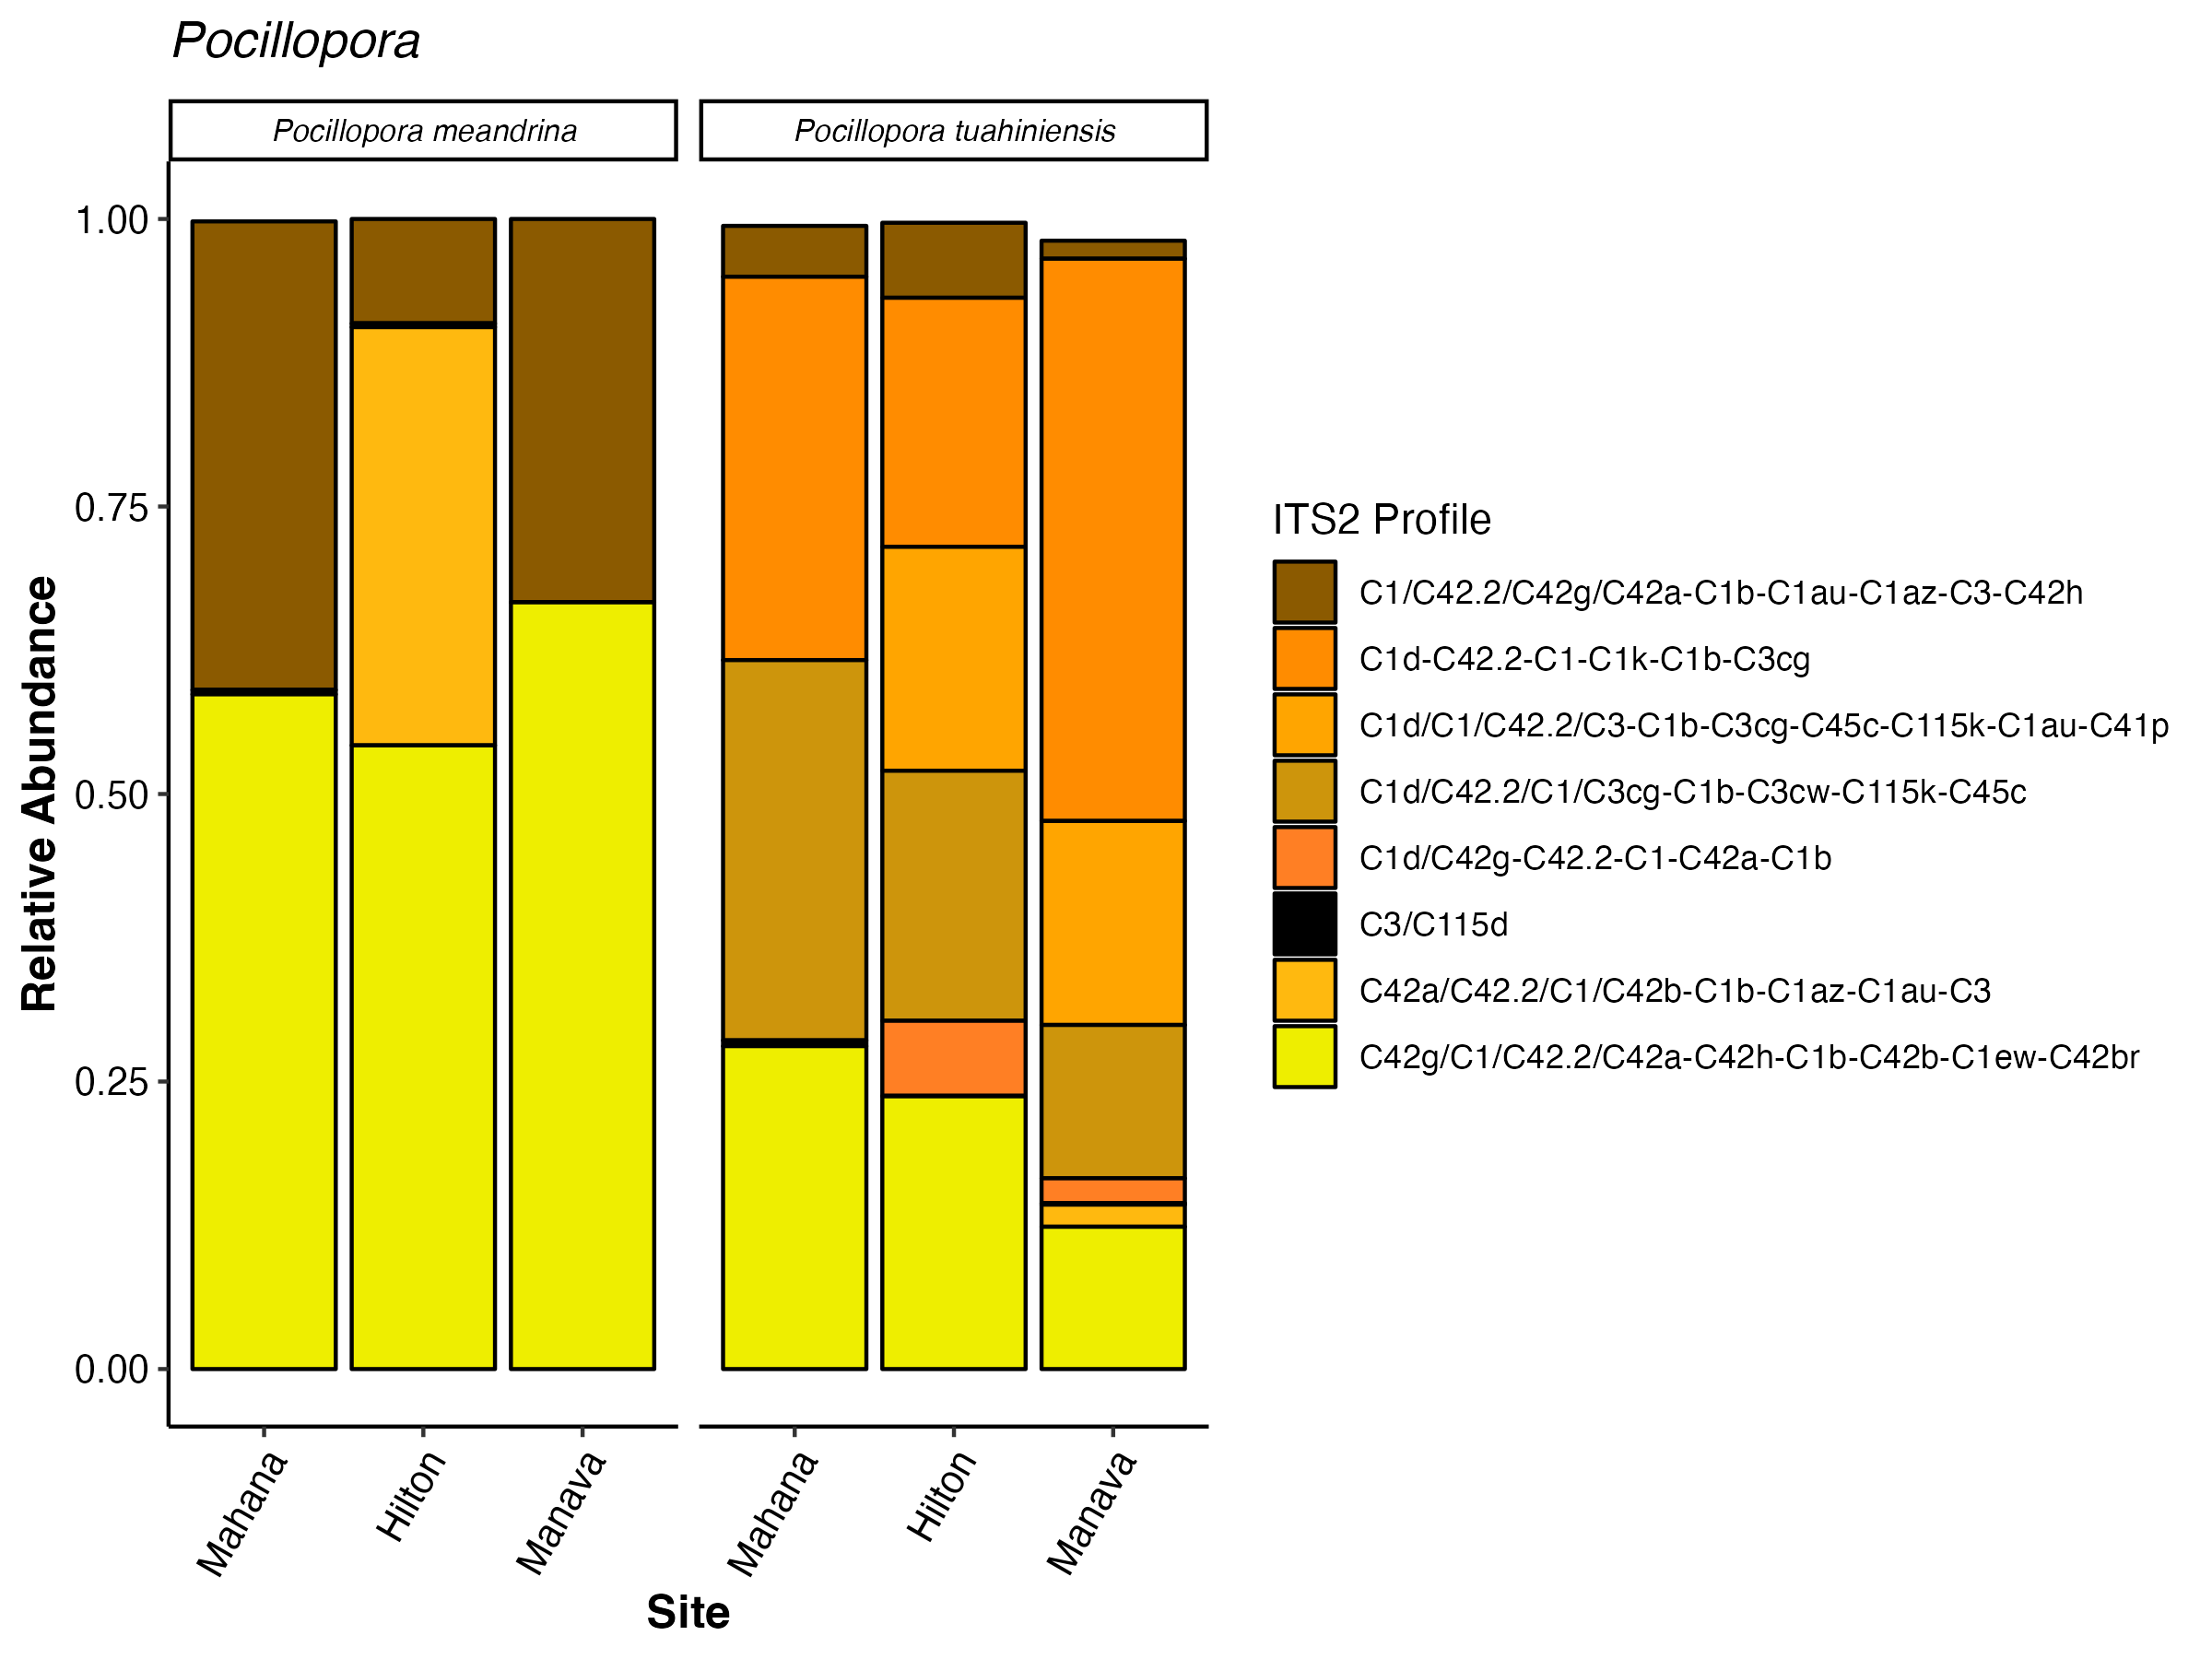 Pocillopora
Pocillopora meandrina
Pocillopora tuahiniensis
Relative Abundance
1.00
0.75
0.50
0.25
0.00
Mahana
Hilton
Manava
Mahana
Hilton
Manava
Site
ITS2 Profile
C1/C42.2/C42g/C42a-C1b-C1au-C1az-C3-C42h
C1d-C42.2-C1-C1k-C1b-C3cg
C1d/C1/C42.2/C3-C1b-C3cg-C45c-C115k-C1au-C41p
C1d/C42.2/C1/C3cg-C1b-C3cw-C115k-C45c
C1d/C42g-C42.2-C1-C42a-C1b
C3/C115d
C42a/C42.2/C1/C42b-C1b-C1az-C1au-C3
C42g/C1/C42.2/C42a-C42h-C1b-C42b-C1ew-C42br